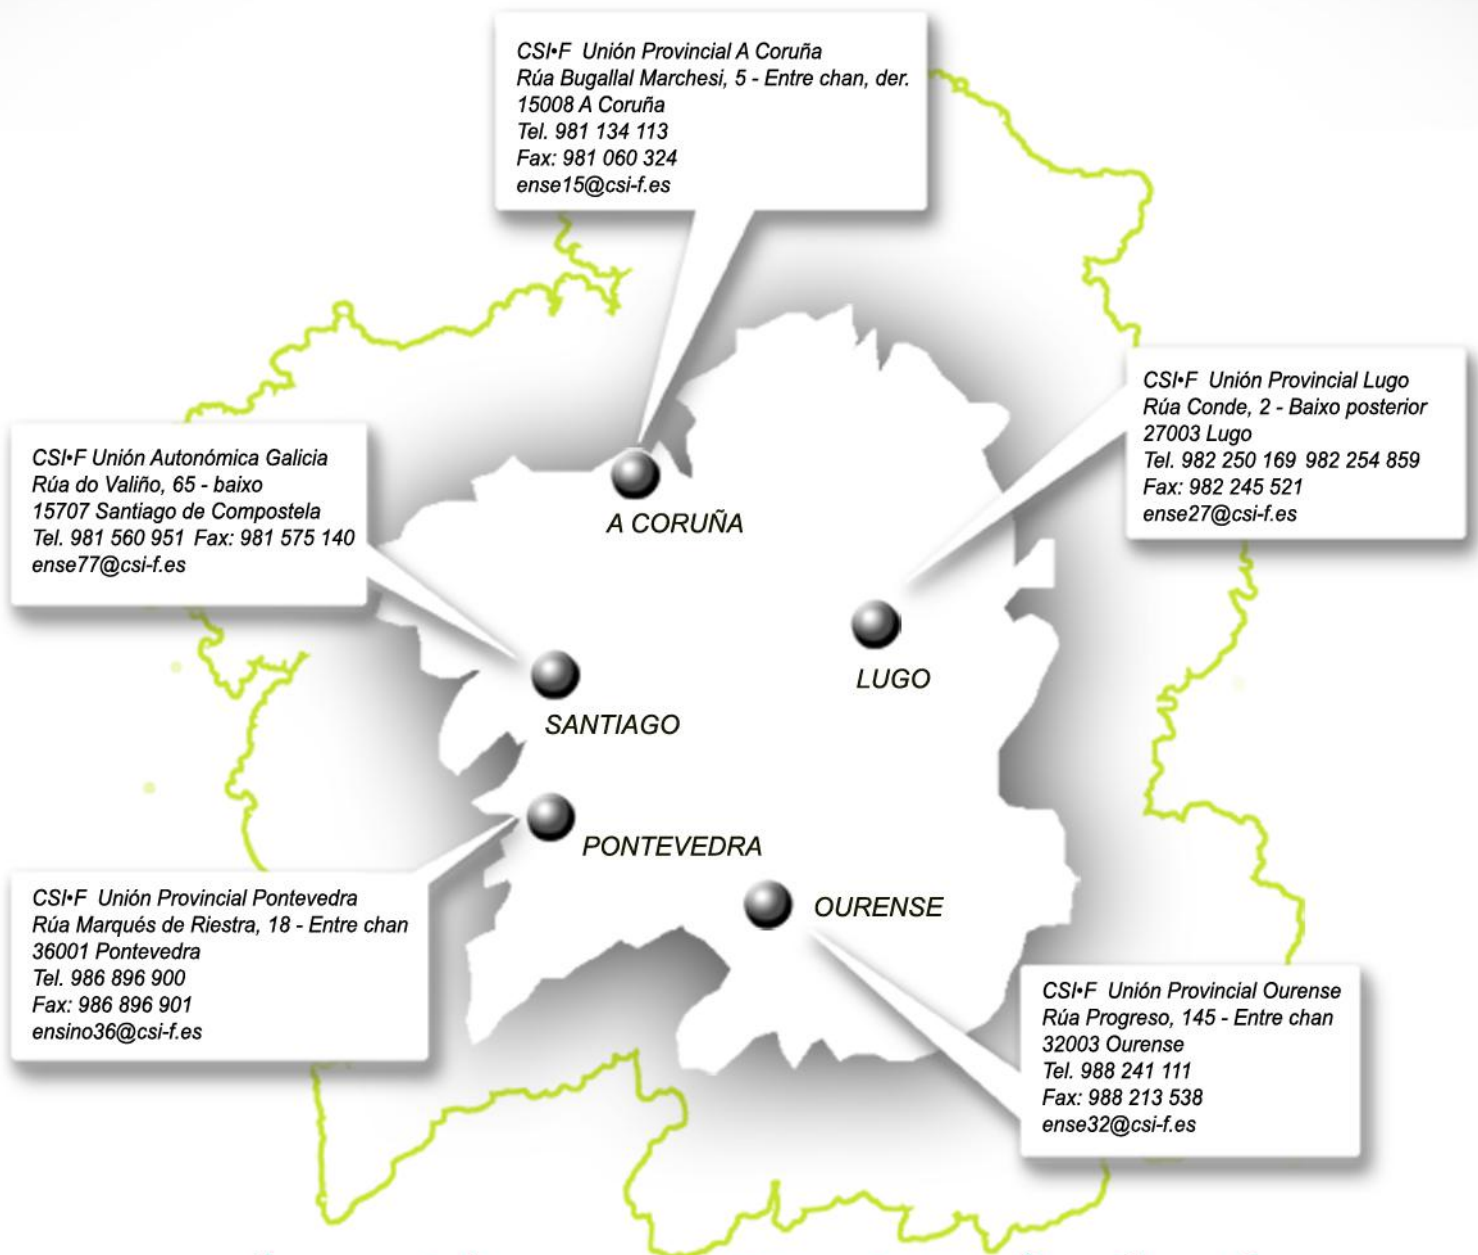 CSI•F Unión Provincial A Coruña
Rúa Bugallal Marchesi, 5 - Entre chan, der.
15008 A Coruña
Tel. 981 134 113
Fax: 981 060 324
ense15@csi-f.es
CSI•F Unión Provincial Lugo
Rúa Conde, 2 - Baixo posterior
27003 Lugo
Tel. 982 250 169 982 254 859
Fax: 982 245 521
ense27@csi-f.es
CSI•F Unión Autonómica Galicia
Rúa do Valiño, 65 - baixo
15707 Santiago de Compostela
Tel. 981 560 951 Fax: 981 575 140
ense77@csi-f.es
A CORUÑA
LUGO
SANTIAGO
PONTEVEDRA
OURENSE
CSI•F Unión Provincial Pontevedra
Rúa Marqués de Riestra, 18 - Entre chan
36001 Pontevedra
Tel. 986 896 900
Fax: 986 896 901
ensino36@csi-f.es
CSI•F Unión Provincial Ourense
Rúa Progreso, 145 - Entre chan
32003 Ourense
Tel. 988 241 111
Fax: 988 213 538
ense32@csi-f.es